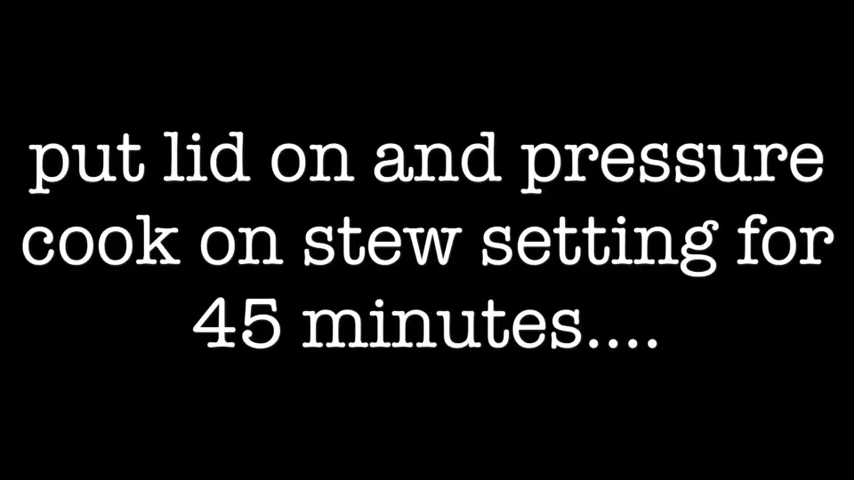 put lid on and pressure
cook on stew setting for
45 minutes....